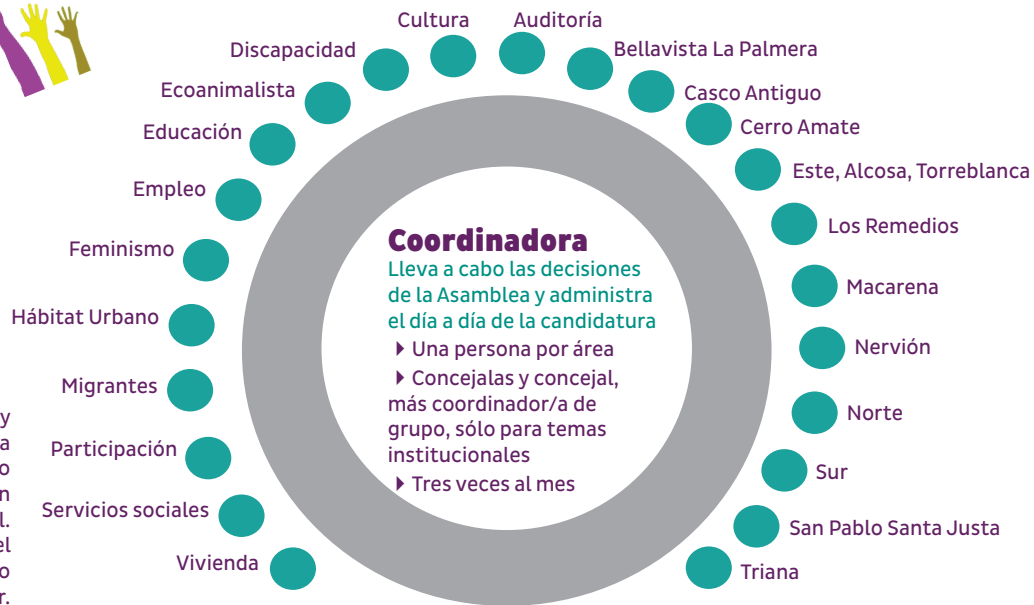 Cultura
Auditoría
Discapacidad
Bellavista La Palmera
Ecoanimalista
Casco Antiguo
Educación
Cerro Amate
Empleo
Este, Alcosa, Torreblanca
Feminismo
Los Remedios
Hábitat Urbano
Macarena
Migrantes
Nervión
Participación
Norte
Servicios sociales
Sur
Vivienda
San Pablo Santa Justa
Triana
Coordinadora
Lleva a cabo las decisiones
de la Asamblea y administra
el día a día de la candidatura
Una persona por área
Concejalas y concejal,
más coordinador/a de
grupo, sólo para temas
institucionales
Tres veces al mes
y
a
o
n
l.
el
o
r.